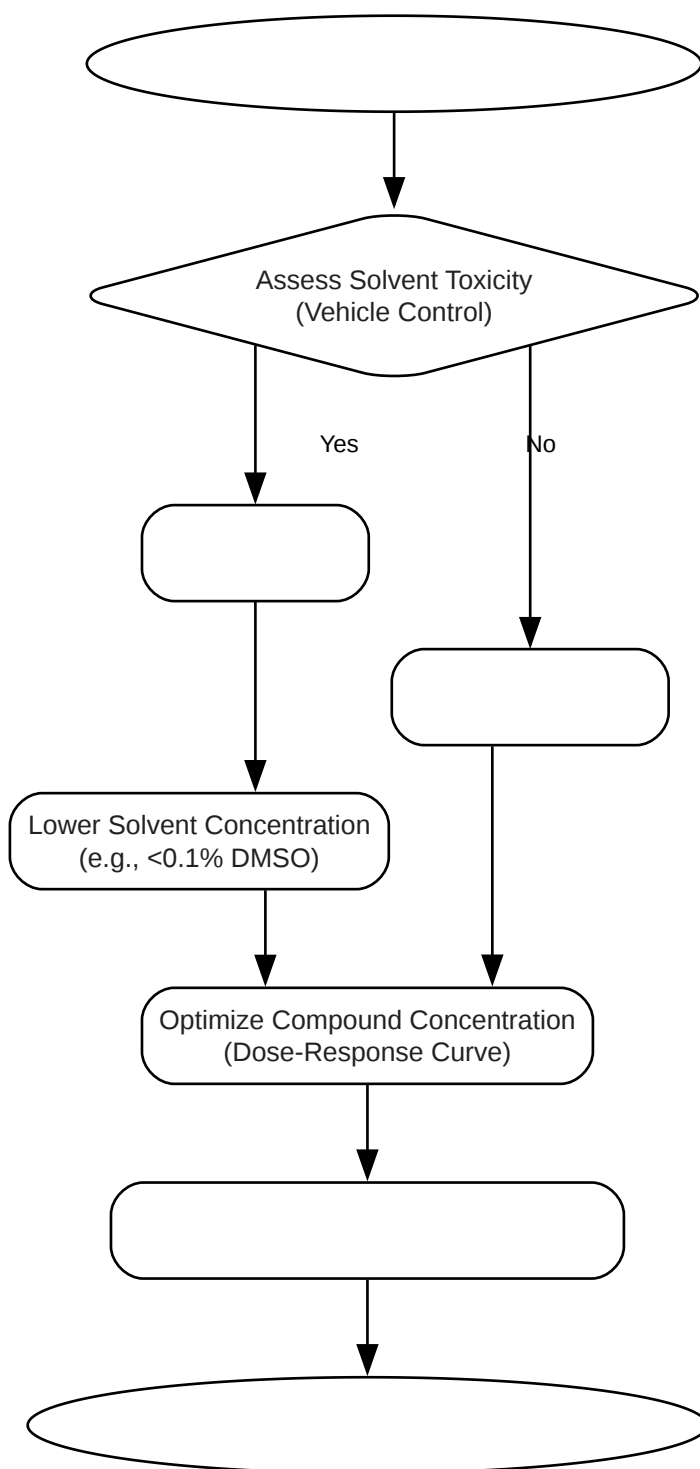 Assess Solvent Toxicity
(Vehicle Control)
Yes
No
Lower Solvent Concentration
(e.g., <0.1% DMSO)
Optimize Compound Concentration
(Dose-Response Curve)